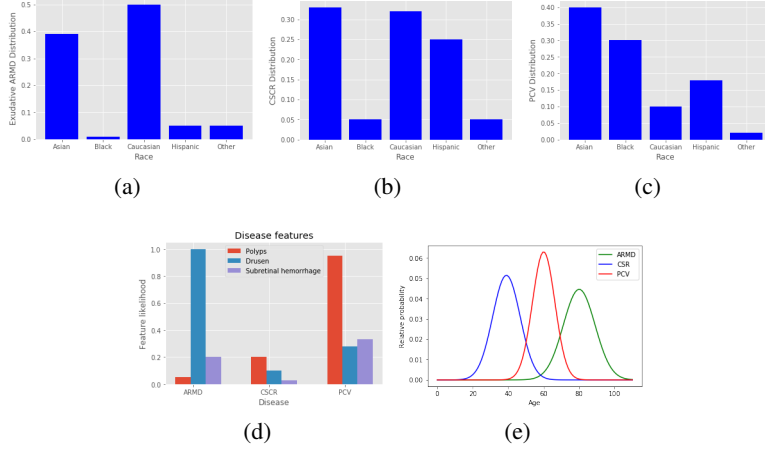 Exudative ARMD Distribution
0.5
0.4
0.3
0.2
0.1
0.0
Asian Black Caucasian Hispanic Other
Race
(a)
CSCR Distribution
0.30
0.25
0.20
0.15
0.10
0.05
0.00
Asian Black Caucasian Hispanic Other
Race
(b)
PCV Distribution
0.40
0.35
0.30
0.25
0.20
0.15
0.10
0.05
0.00
Asian Black Caucasian Hispanic Other
Race
(c)
Disease features
Feature likelihood
1.0
0.8
0.6
0.4
0.2
0.0
Polyps
Drusen
Subretinal hemorrhage
ARMD CSCR PCV
Disease
(d)
Relative probability
0.06
0.05
0.04
0.03
0.02
0.01
0.00
ARMD
CSR
PCV
0 20 40 60 80 100
Age
(e)